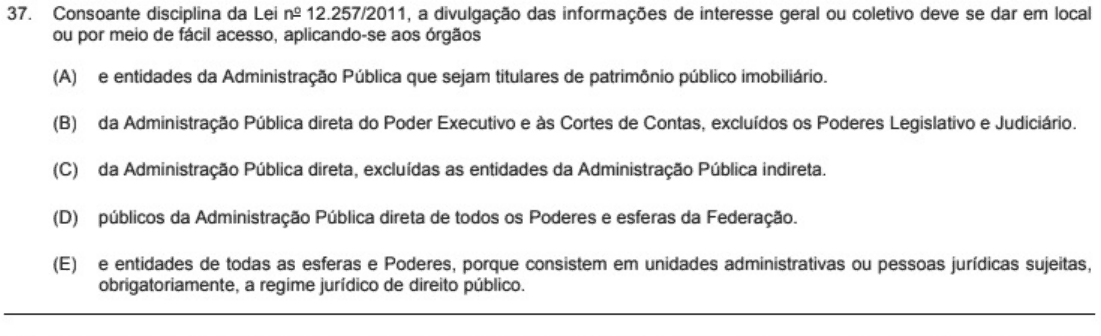 37. Consoante disciplina da Lei nº 12.257/2011, a divulgação das informações de interesse geral ou coletivo deve se dar em local
ou por meio de fácil acesso, aplicando-se aos órgãos
(A) e entidades da Administração Pública que sejam titulares de patrimônio público imobiliário.
(B) da Administração Pública direta do Poder Executivo e às Cortes de Contas, excluídos os Poderes Legislativo e Judiciário.
(C) da Administração Pública direta, excluídas as entidades da Administração Pública indireta.
(D) públicos da Administração Pública direta de todos os Poderes e esferas da Federação.
(E) e entidades de todas as esferas e Poderes, porque consistem em unidades administrativas ou pessoas jurídicas sujeitas,
obrigatoriamente, a regime jurídico de direito público.